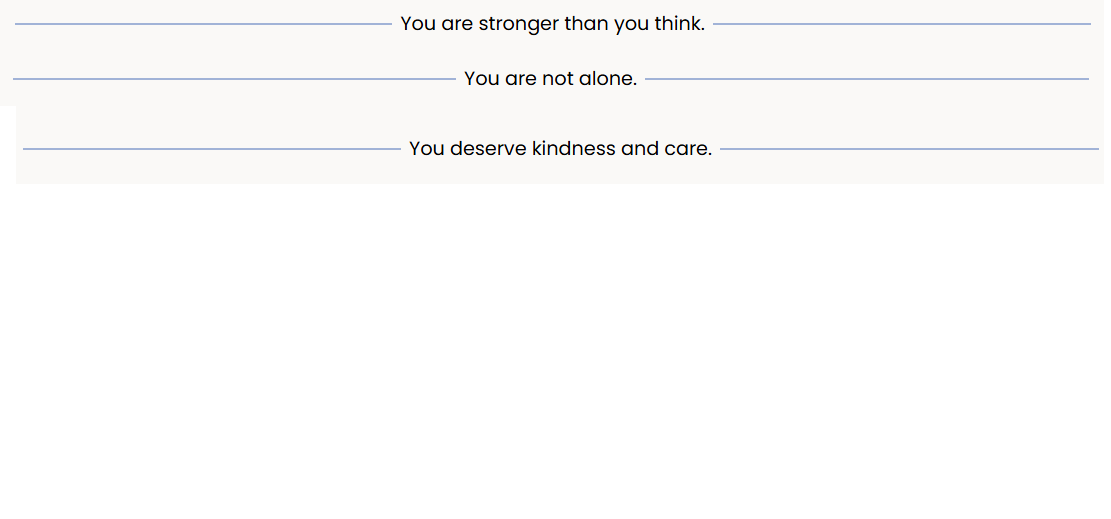 You are stronger than you think.
You are not alone.
You deserve kindness and care.